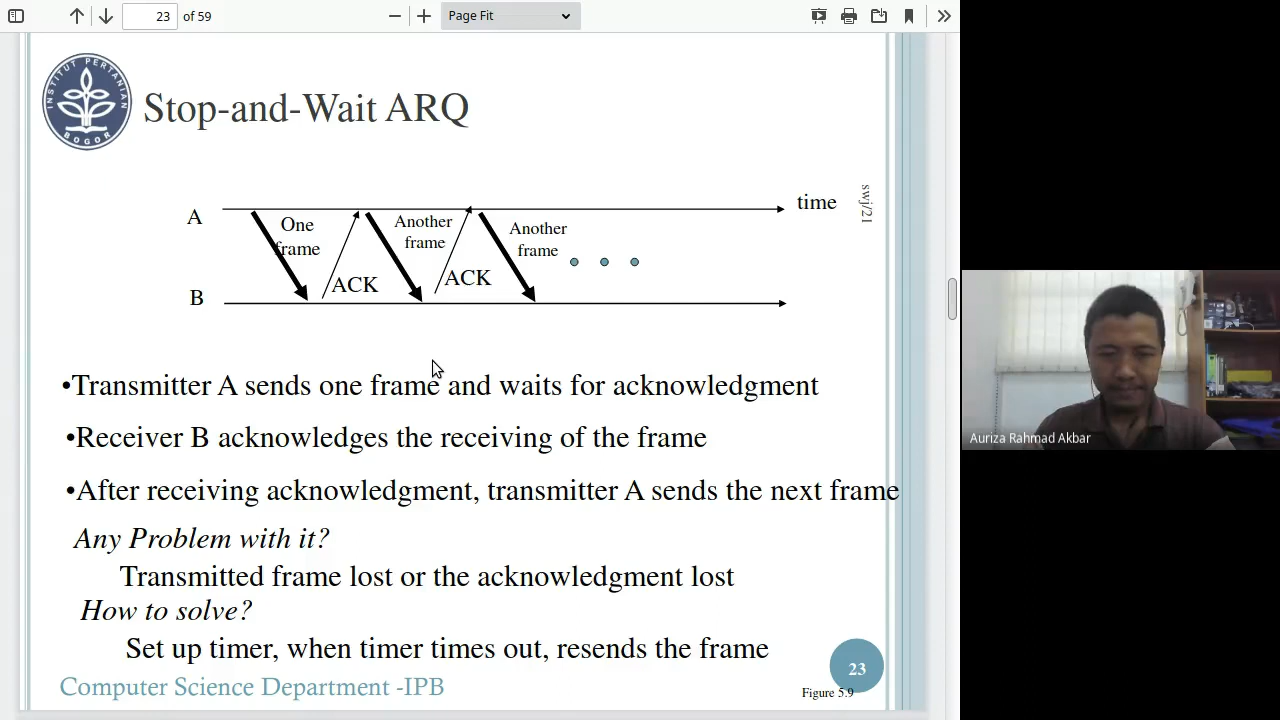 23 of 59
Page Fit
INSTITUT PERTANIAN
BOGOR
Stop-and-Wait ARQ
swj/21
time
A
One
frame
Another
frame
Another
frame
ACK
ACK
B
•Transmitter A sends one frame and waits for acknowledgment
•Receiver B acknowledges the receiving of the frame
•After receiving acknowledgment, transmitter A sends the next frame
Any Problem with it?
Transmitted frame lost or the acknowledgment lost
How to solve?
Set up timer, when timer times out, resends the frame
23
Computer Science Department -IPB
Figure 5.9
Auriza Rahmad Akbar